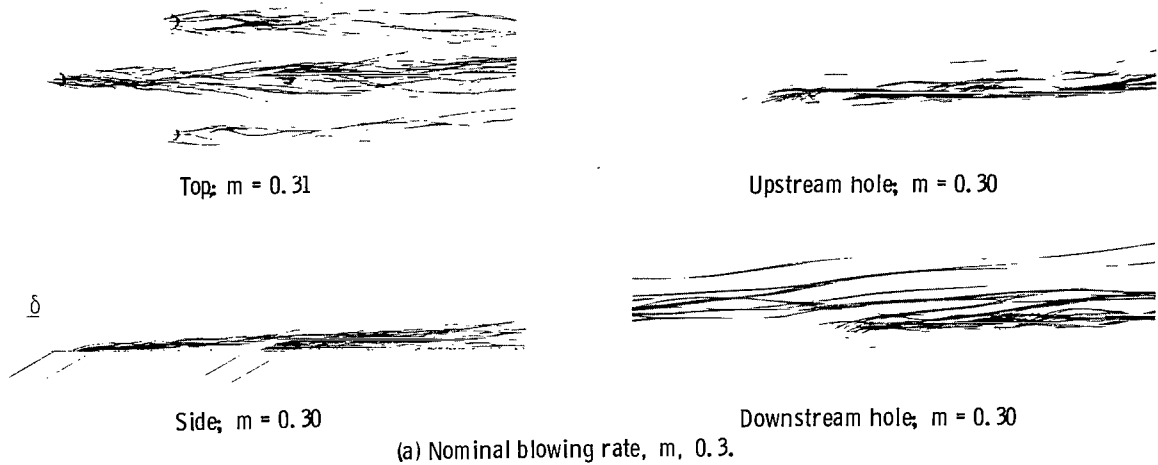 Top; m = 0.31
Upstream hole; m = 0.30
δ
Side; m = 0.30
Downstream hole; m = 0.30
(a) Nominal blowing rate, m, 0.3.